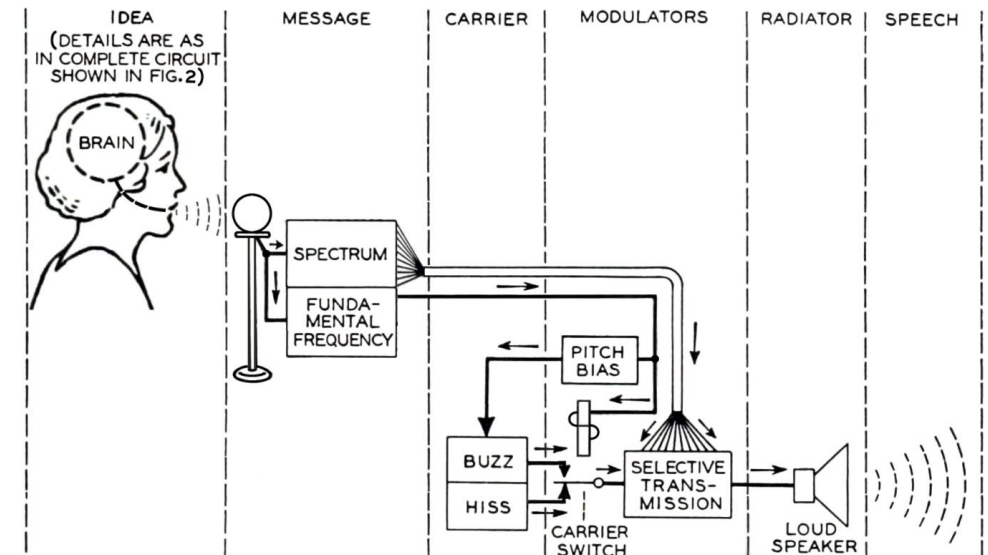 IDEA
(DETAILS ARE AS
IN COMPLETE CIRCUIT
SHOWN IN FIG.2)
MESSAGE
CARRIER
MODULATORS
RADIATOR
SPEECH
BRAIN
SPECTRUM
FUNDA-
MENTAL
FREQUENCY
PITCH
BIAS
BUZZ
HISS
CARRIER
SWITCH
SELECTIVE
TRANS-
MISSION
LOUD
SPEAKER